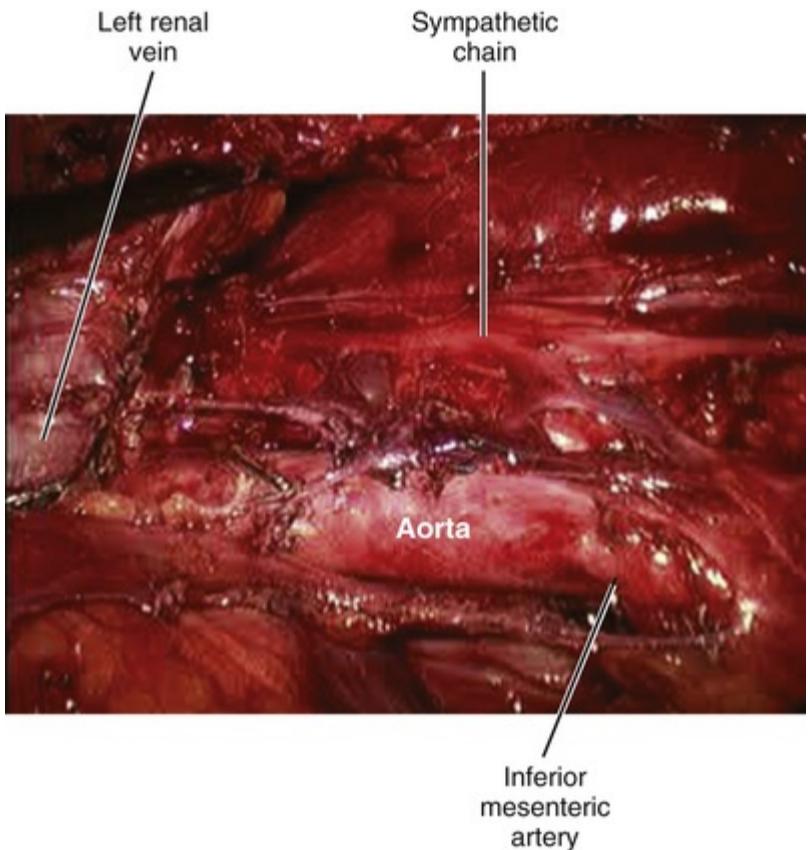 Left renal
vein
Sympathetic
chain
Aorta
Inferior
mesenteric
artery